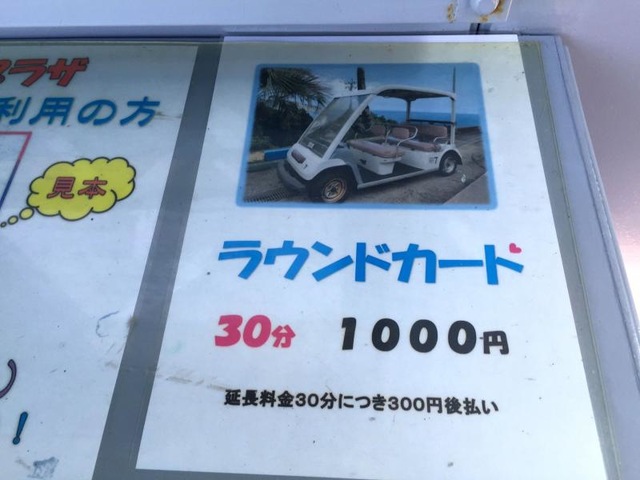 スラザ
利用の方
見本
!
ラウンドカード
30分 1000円
延長料金30分につき300円後払い